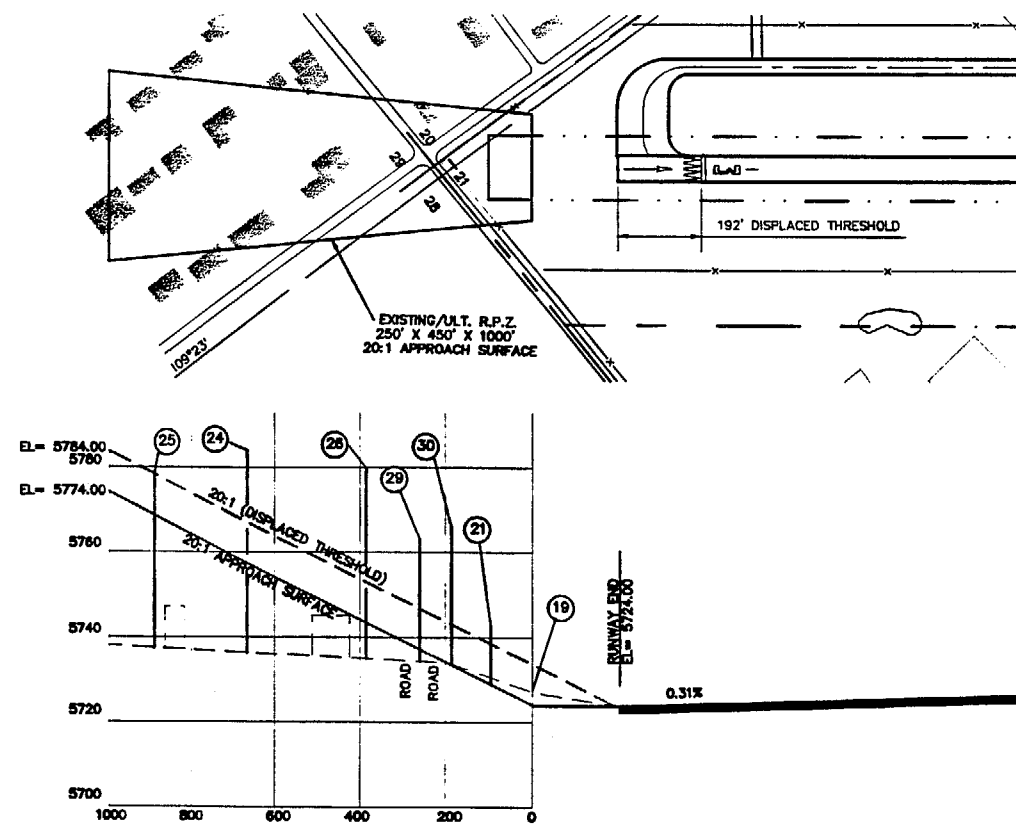 20
29
21
28
192' DISPLACED THRESHOLD
EXISTING/ULT. R.P.Z.
250' X 450' X 1000'
20:1 APPROACH SURFACE
109°23'
EL= 5784.00
5780
EL= 5774.00
5760
5740
5720
5700
25
24
26
30
29
21
19
20:1 (DISPLACED THRESHOLD)
20:1 APPROACH SURFACE
ROAD
ROAD
RUNWAY END
EL= 5724.00
0.31%
1000 800 600 400 200 0